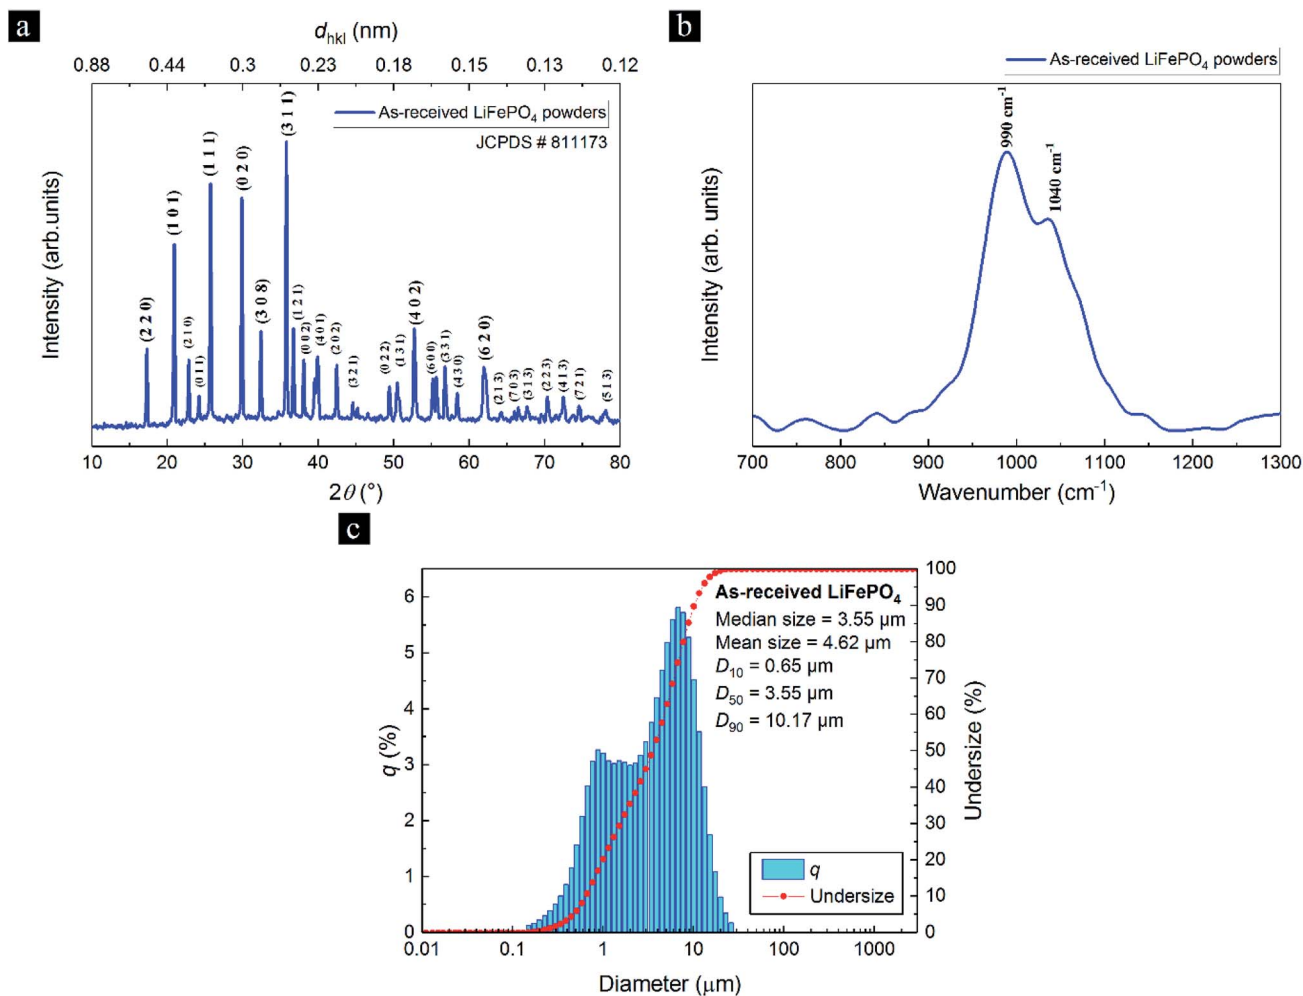 a
d_hkl (nm)
0.88 0.44 0.3 0.23 0.18 0.15 0.13 0.12
As-received LiFePO4 powders
JCPDS # 811173
(2 2 0)
(1 0 1)
(2 1 0)
(0 1 1)
(1 1 1)
(0 2 0)
(3 0 8)
(3 1 1)
(1 2 1)
(0 0 2)
(4 0 1)
(2 0 2)
(3 2 1)
(0 2 2)
(1 3 1)
(4 0 2)
(6 0 0)
(3 3 1)
(4 3 0)
(6 2 0)
(2 1 3)
(7 0 3)
(3 1 3)
(2 2 3)
(4 1 3)
(7 2 1)
(5 1 3)
Intensity (arb.units)
10 20 30 40 50 60 70 80
2θ (°)
b
As-received LiFePO4 powders
990 cm-1
1040 cm-1
Intensity (arb. units)
700 800 900 1000 1100 1200 1300
Wavenumber (cm-1)
c
As-received LiFePO4
Median size = 3.55 μm
Mean size = 4.62 μm
D10 = 0.65 μm
D50 = 3.55 μm
D90 = 10.17 μm
q
Undersize
q (%)
6
5
4
3
2
1
0
Undersize (%)
100
90
80
70
60
50
40
30
20
10
0
0.01 0.1 1 10 100 1000
Diameter (μm)